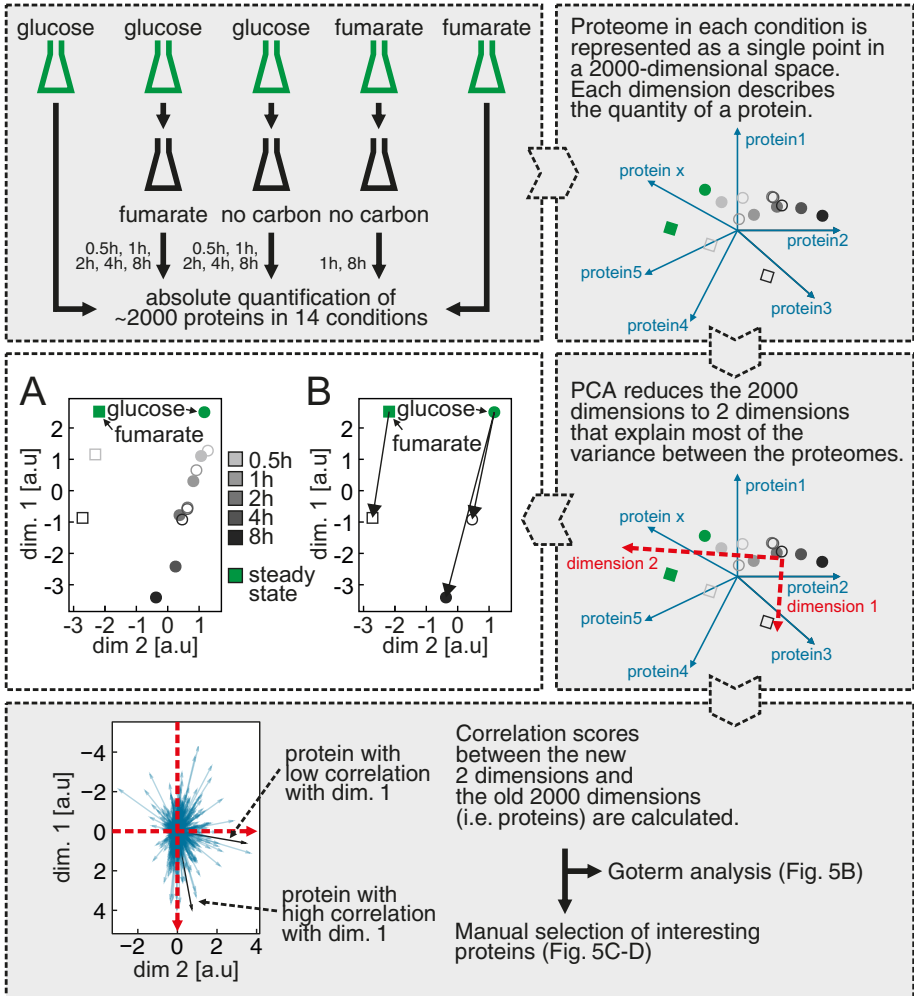 glucose glucose glucose fumarate fumarate
fumarate no carbon no carbon
0.5h, 1h,
2h, 4h, 8h
0.5h, 1h,
2h, 4h, 8h
1h, 8h
absolute quantification of
~2000 proteins in 14 conditions
Proteome in each condition is
represented as a single point in
a 2000-dimensional space.
Each dimension describes
the quantity of a protein.
protein1
protein x
protein2
protein5
protein3
protein4
PCA reduces the 2000
dimensions to 2 dimensions
that explain most of the
variance between the proteomes.
protein1
protein x
dimension 2
protein2
dimension 1
protein5
protein3
protein4
A
glucose
fumarate
dim. 1 [a.u]
2
1
0
-1
-2
-3
-3 -2 -1 0 1
dim 2 [a.u]
0.5h
1h
2h
4h
8h
steady
state
B
glucose
fumarate
dim. 1 [a.u]
2
1
0
-1
-2
-3
-3 -2 -1 0 1
dim 2 [a.u]
dim. 1 [a.u]
−4
−2
0
2
4
−2 0 2 4
dim 2 [a.u]
protein with
low correlation
with dim. 1
protein with
high correlation
with dim. 1
Correlation scores
between the new
2 dimensions and
the old 2000 dimensions
(i.e. proteins) are calculated.
Goterm analysis (Fig. 5B)
Manual selection of interesting
proteins (Fig. 5C-D)